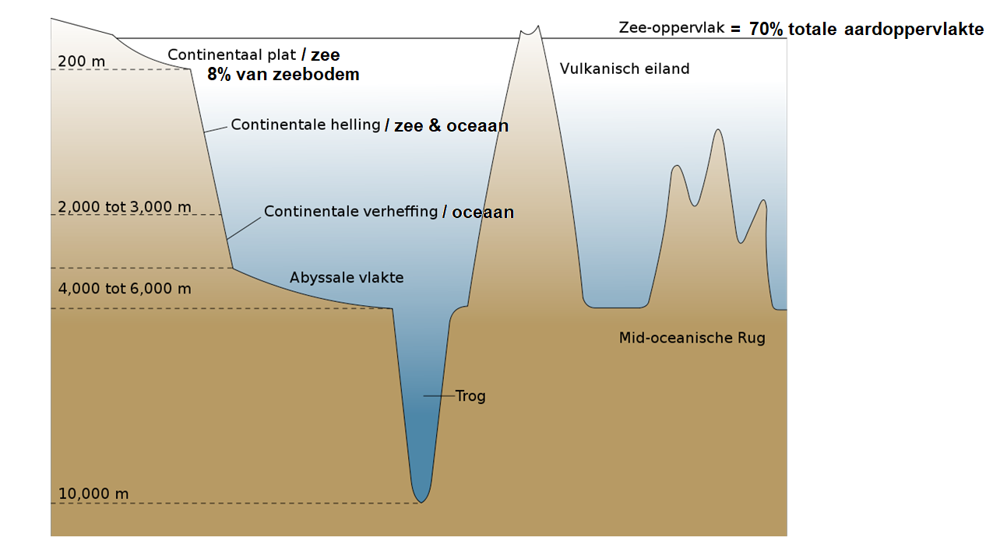 Zee-oppervlak = 70% totale aardoppervlakte
Continentaal plat / zee
200 m
8% van zeebodem
Vulkanisch eiland
Continentale helling / zee & oceaan
2,000 tot 3,000 m
Continentale verheffing / oceaan
Abyssale vlakte
4,000 tot 6,000 m
Mid-oceanische Rug
Trog
10,000 m